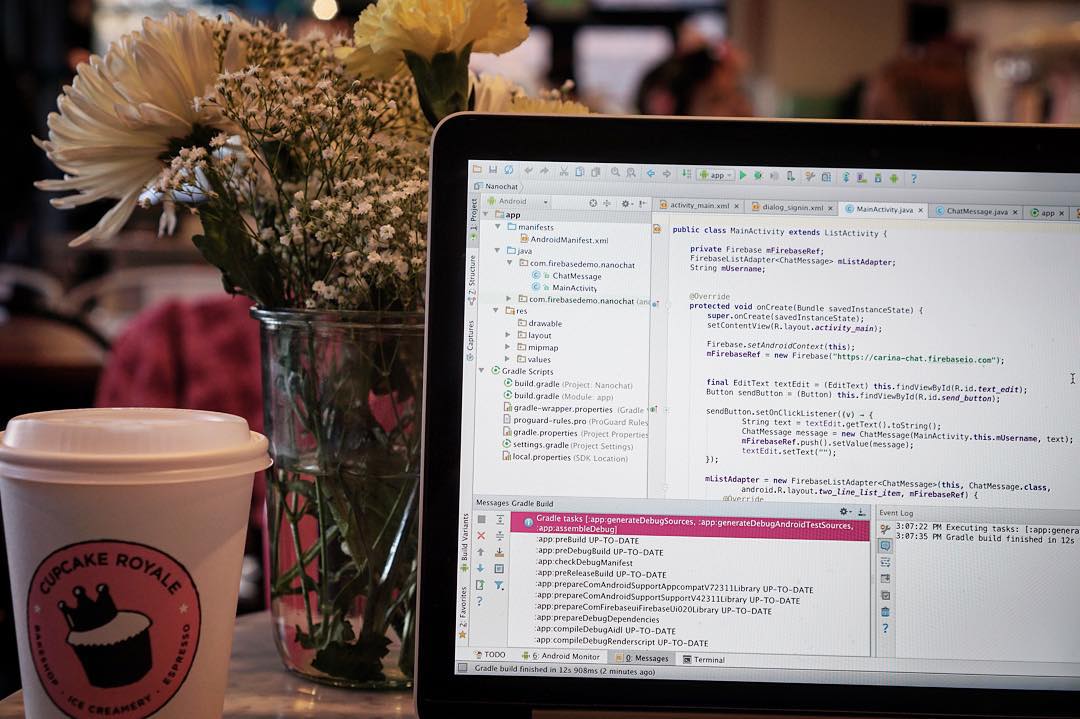 Nanochat
Android
app
activity_main.xml
dialog_signin.xml
MainActivity.java
ChatMessage.java
app
1: Project
Z: Structure
Captures
Build Variants
2: Favorites
app
manifests
AndroidManifest.xml
java
com.firebasedemo.nanochat
ChatMessage
MainActivity
com.firebasedemo.nanochat (an
res
drawable
layout
mipmap
values
Gradle Scripts
build.gradle (Project: Nanochat)
build.gradle (Module: app)
gradle-wrapper.properties (Gradle
proguard-rules.pro (ProGuard Rules
gradle.properties (Project Properties
settings.gradle (Project Settings)
local.properties (SDK Location)
public class MainActivity extends ListActivity {
private Firebase mFirebaseRef;
FirebaseListAdapter<ChatMessage> mListAdapter;
String mUsername;
@Override
protected void onCreate(Bundle savedInstanceState) {
super.onCreate(savedInstanceState);
setContentView(R.layout.activity_main);
Firebase.setAndroidContext(this);
mFirebaseRef = new Firebase("https://carina-chat.firebaseio.com");
final EditText textEdit = (EditText) this.findViewById(R.id.text_edit);
Button sendButton = (Button) this.findViewById(R.id.send_button);
sendButton.setOnClickListener((v) → {
String text = textEdit.getText().toString();
ChatMessage message = new ChatMessage(MainActivity.this.mUsername, text);
mFirebaseRef.push().setValue(message);
textEdit.setText("");
});
mListAdapter = new FirebaseListAdapter<ChatMessage>(this, ChatMessage.class,
android.R.layout.two_line_list_item, mFirebaseRef) {
@Override
Messages Gradle Build
Gradle tasks [:app:generateDebugSources, :app:generateDebugAndroidTestSources,
:app:assembleDebug]
:app:preBuild UP-TO-DATE
:app:preDebugBuild UP-TO-DATE
:app:checkDebugManifest
:app:preReleaseBuild UP-TO-DATE
:app:prepareComAndroidSupportAppcompatV72311Library UP-TO-DATE
:app:prepareComAndroidSupportSupportV42311Library UP-TO-DATE
:app:prepareComFirebaseuiFirebaseUi020Library UP-TO-DATE
:app:prepareDebugDependencies
:app:compileDebugAidl UP-TO-DATE
:app:compileDebugRenderscript UP-TO-DATE
Event Log
3:07:22 PM Executing tasks: [:app:genera
3:07:35 PM Gradle build finished in 12s
TODO
6: Android Monitor
0: Messages
Terminal
Gradle build finished in 12s 908ms (2 minutes ago)
CUPCAKE ROYALE
BAKESHOP · ICE CREAMERY · ESPRESSO